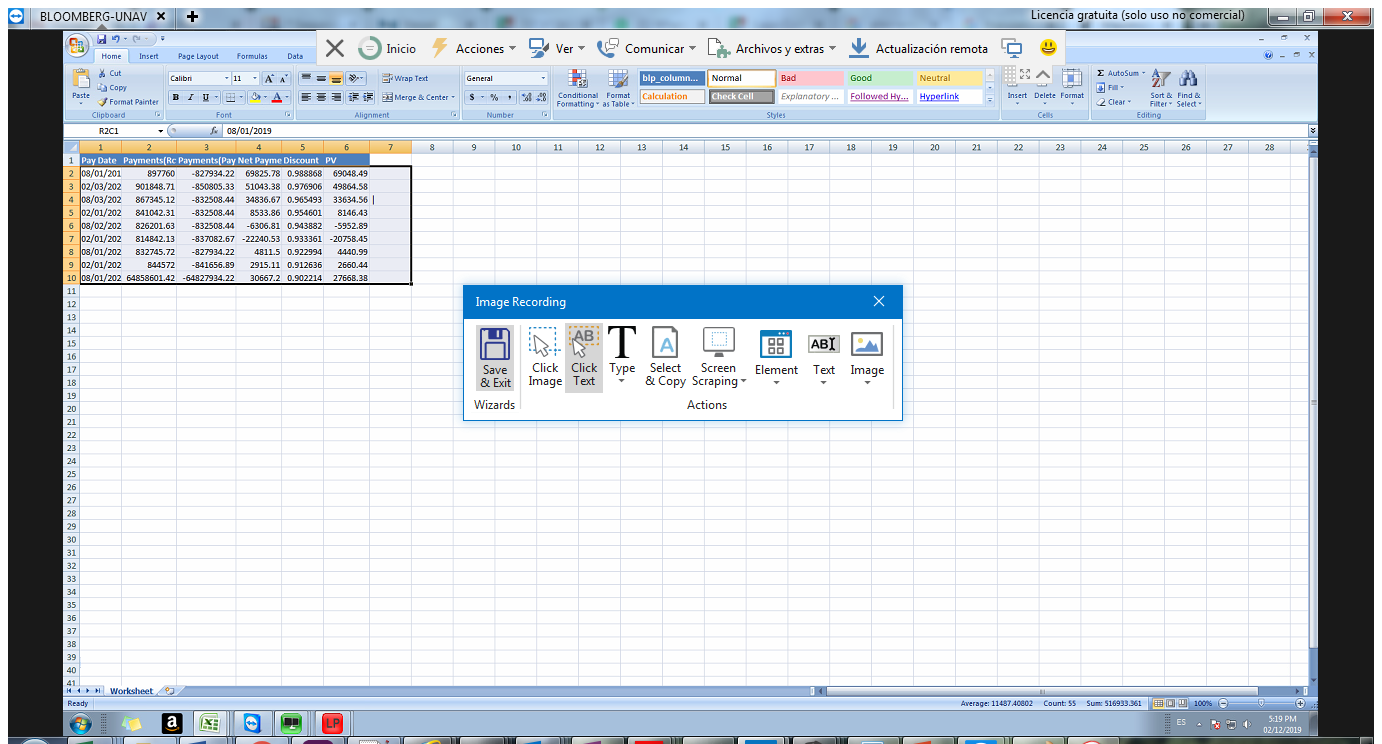 BLOOMBERG-UNAV
Licencia gratuita (solo uso no comercial)
Inicio Acciones Ver Comunicar Archivos y extras Actualización remota
Home Insert Page Layout Formulas Data
Paste
Cut
Copy
Format Painter
Calibri 11
B I U
Wrap Text
Merge & Center
General
$ % ,
Conditional Formatting
Format as Table
blp_column... Normal Bad Good Neutral
Calculation Check Cell Explanatory ... Followed Hy... Hyperlink
Insert Delete Format
Σ AutoSum
Fill
Clear
Sort & Filter
Find & Select
Clipboard Font Alignment Number Styles Cells Editing
R2C1 fx 08/01/2019
1 2 3 4 5 6 7 8 9 10 11 12 13 14 15 16 17 18 19 20 21 22 23 24 25 26 27 28
1 Pay Date Payments(Rc Payments(Pay Net Payme Discount PV
2 08/01/201 897760 -827934.22 69825.78 0.988868 69048.49
3 02/03/202 901848.71 -850805.33 51043.38 0.976906 49864.58
4 08/03/202 867345.12 -832508.44 34836.67 0.965493 33634.56
5 02/01/202 841042.31 -832508.44 8533.86 0.954601 8146.43
6 08/02/202 826201.63 -832508.44 -6306.81 0.943882 -5952.89
7 02/01/202 814842.13 -837082.67 -22240.53 0.933361 -20758.45
8 08/01/202 832745.72 -827934.22 4811.5 0.922994 4440.99
9 02/01/202 844572 -841656.89 2915.11 0.912636 2660.44
10 08/01/202 64858601.42 -64827934.22 30667.2 0.902214 27668.38
11
12
13
14
15
16
17
18
19
20
21
22
23
24
25
26
27
28
29
30
31
32
33
34
35
36
37
38
39
40
41
Image Recording
Save & Exit
Click Image
AB
Click Text
T
Type
A
Select & Copy
Screen Scraping
Element
AB
Text
Image
Wizards Actions
Worksheet
Ready Average: 11487.40802 Count: 55 Sum: 516933.361 100%
a LP ES 5:19 PM
02/12/2019